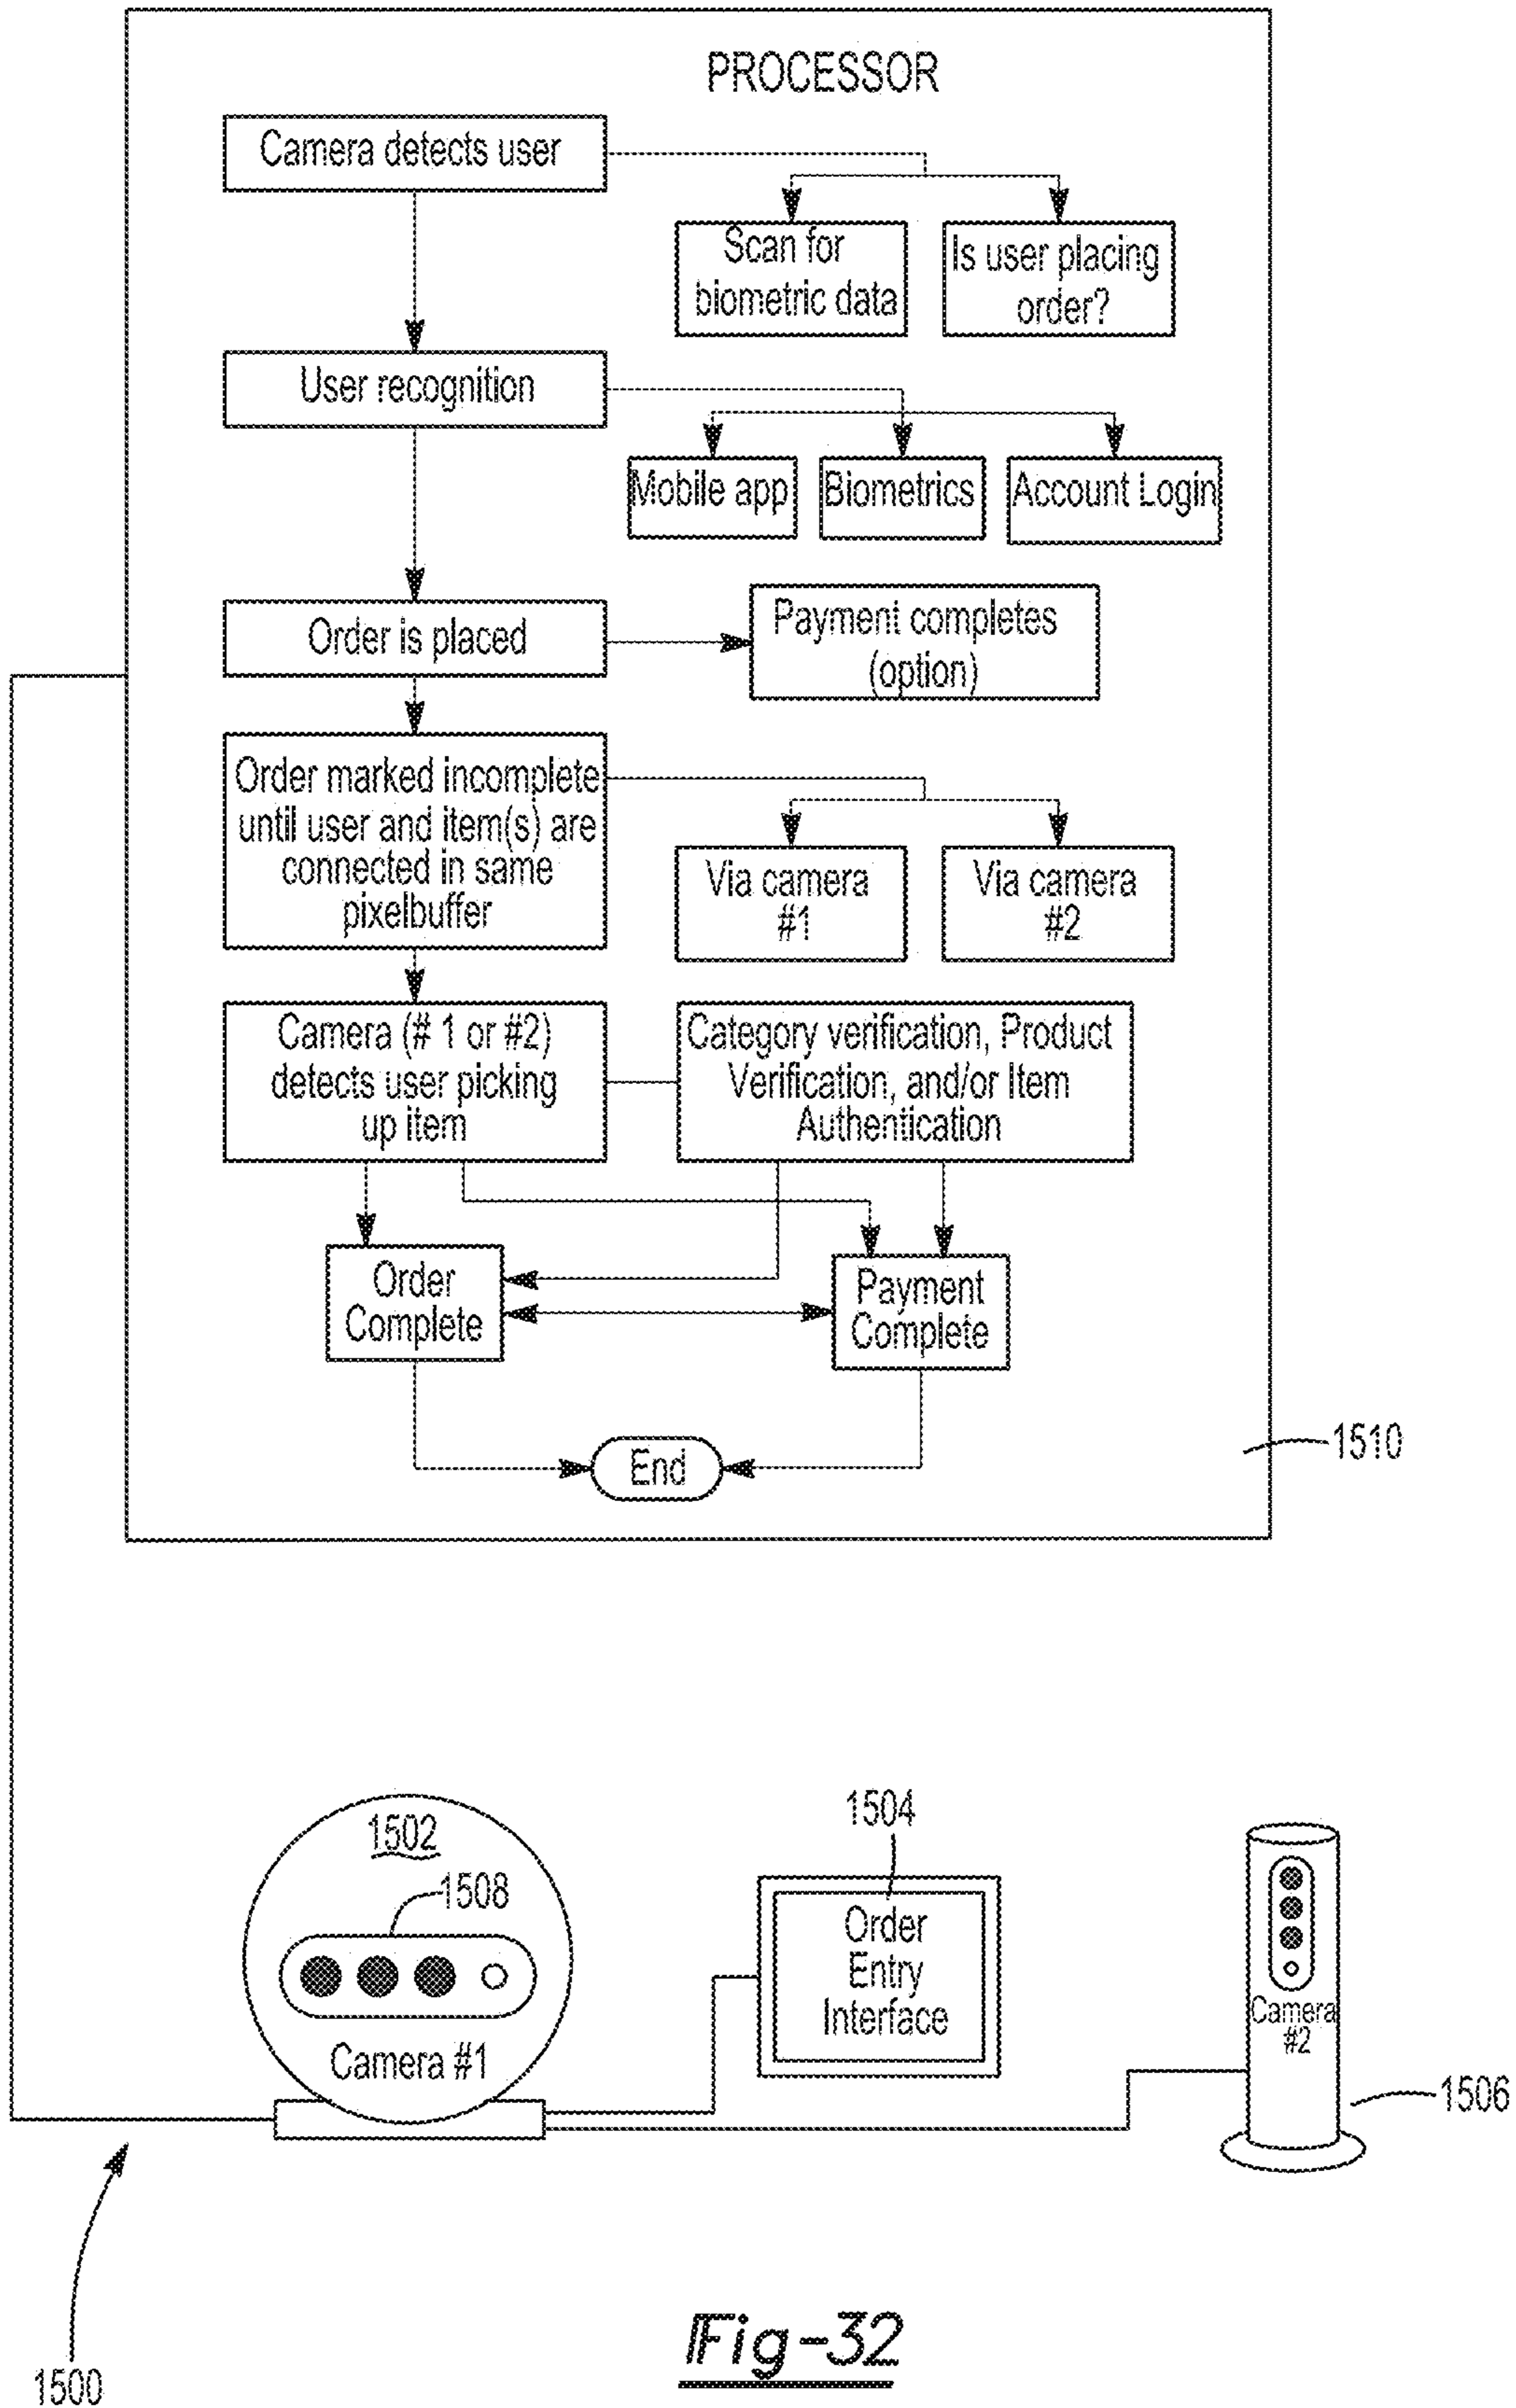 PROCESSOR
Camera detects user
Scan for
biometric data
Is user placing
order?
User recognition
Mobile app
Biometrics
Account Login
Order is placed
Payment completes
(option)
Order marked incomplete
until user and item(s) are
connected in same
pixelbuffer
Via camera
#1
Via camera
#2
Camera (# 1 or #2)
detects user picking
up item
Category verification, Product
Verification, and/or Item
Authentication
Order
Complete
Payment
Complete
End
1510
1502
1508
Camera #1
1504
Order
Entry
Interface
Camera
#2
1506
1500
Fig-32